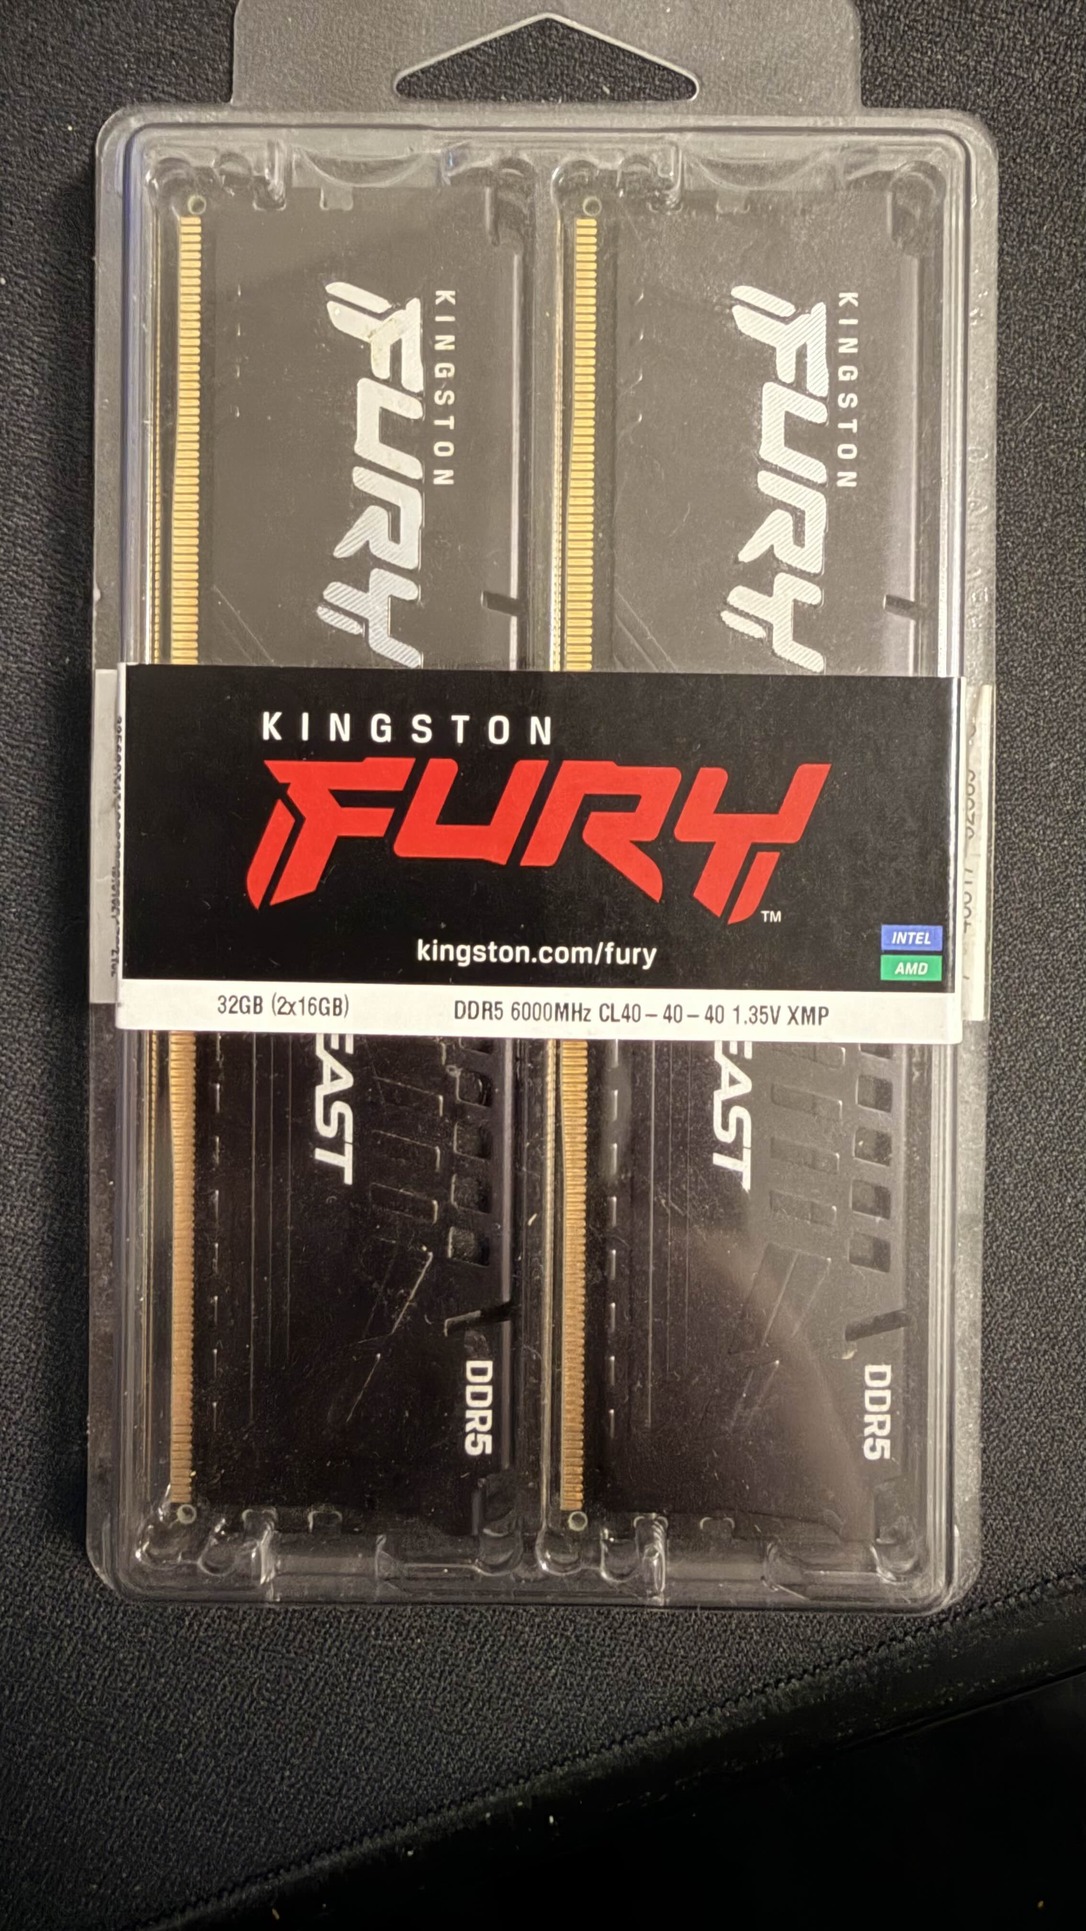 KINGSTON
FURY
KINGSTON
FURY
KINGSTON
FURY
TM
kingston.com/fury
INTEL
AMD
32GB (2x16GB)
DDR5 6000MHz CL40-40-40 1.35V XMP
EAST
EAST
DDR5
DDR5